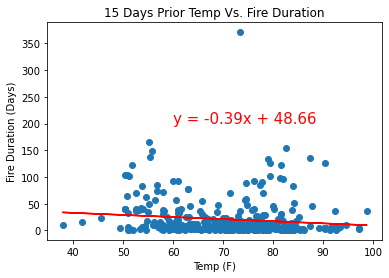 15 Days Prior Temp Vs. Fire Duration
350
300
250
200
150
100
50
0
Fire Duration (Days)
y = -0.39x + 48.66
40 50 60 70 80 90 100
Temp (F)